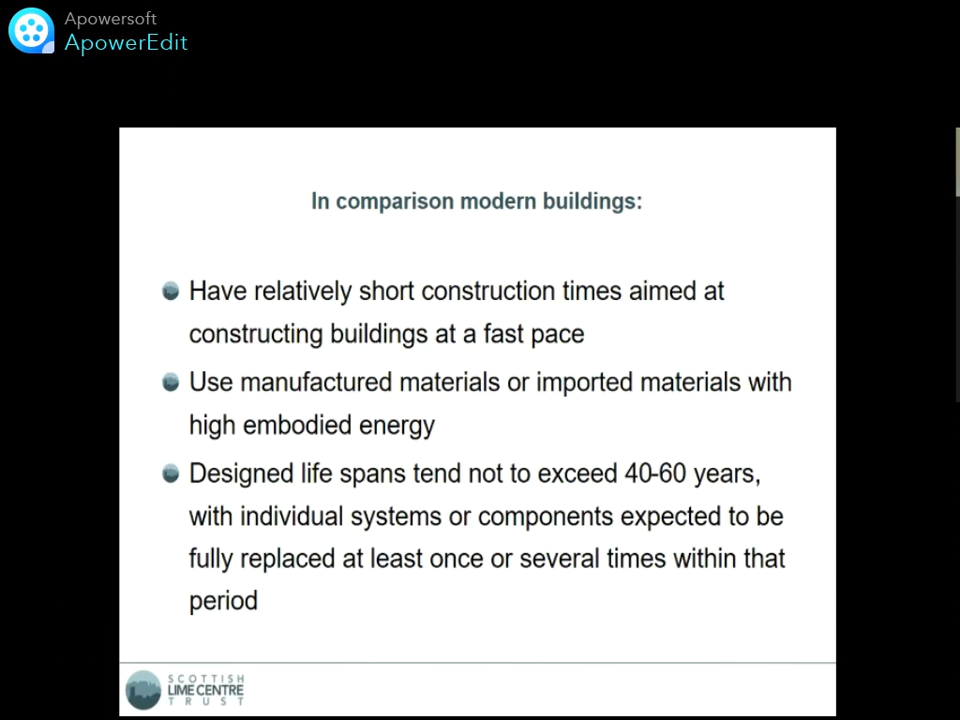 Apowersoft
ApowerEdit
In comparison modern buildings:
Have relatively short construction times aimed at
constructing buildings at a fast pace
Use manufactured materials or imported materials with
high embodied energy
Designed life spans tend not to exceed 40-60 years,
with individual systems or components expected to be
fully replaced at least once or several times within that
period
SCOTTISH
LIME CENTRE
TRUST